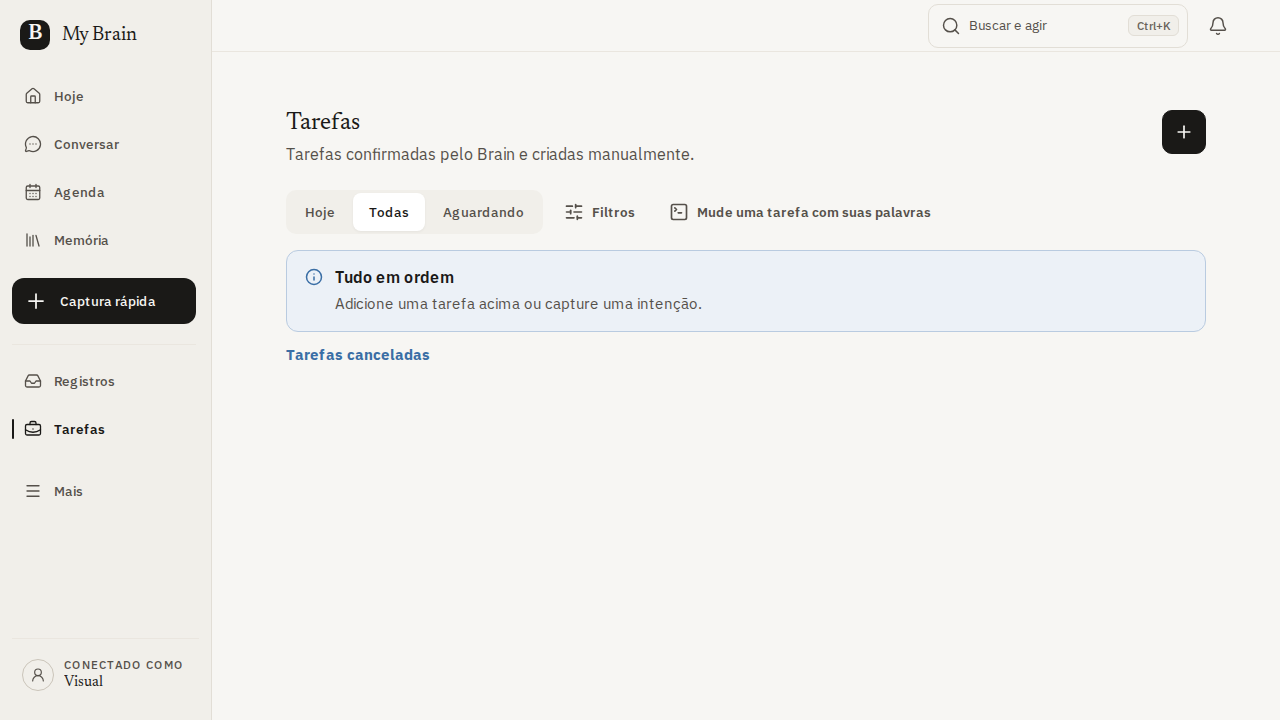 B My Brain
Hoje
Conversar
Agenda
Memória
Captura rápida
Registros
Tarefas
Mais
CONECTADO COMO
Visual
Buscar e agir Ctrl+K
Tarefas
Tarefas confirmadas pelo Brain e criadas manualmente.
Hoje Todas Aguardando Filtros Mude uma tarefa com suas palavras
Tudo em ordem
Adicione uma tarefa acima ou capture uma intenção.
Tarefas canceladas